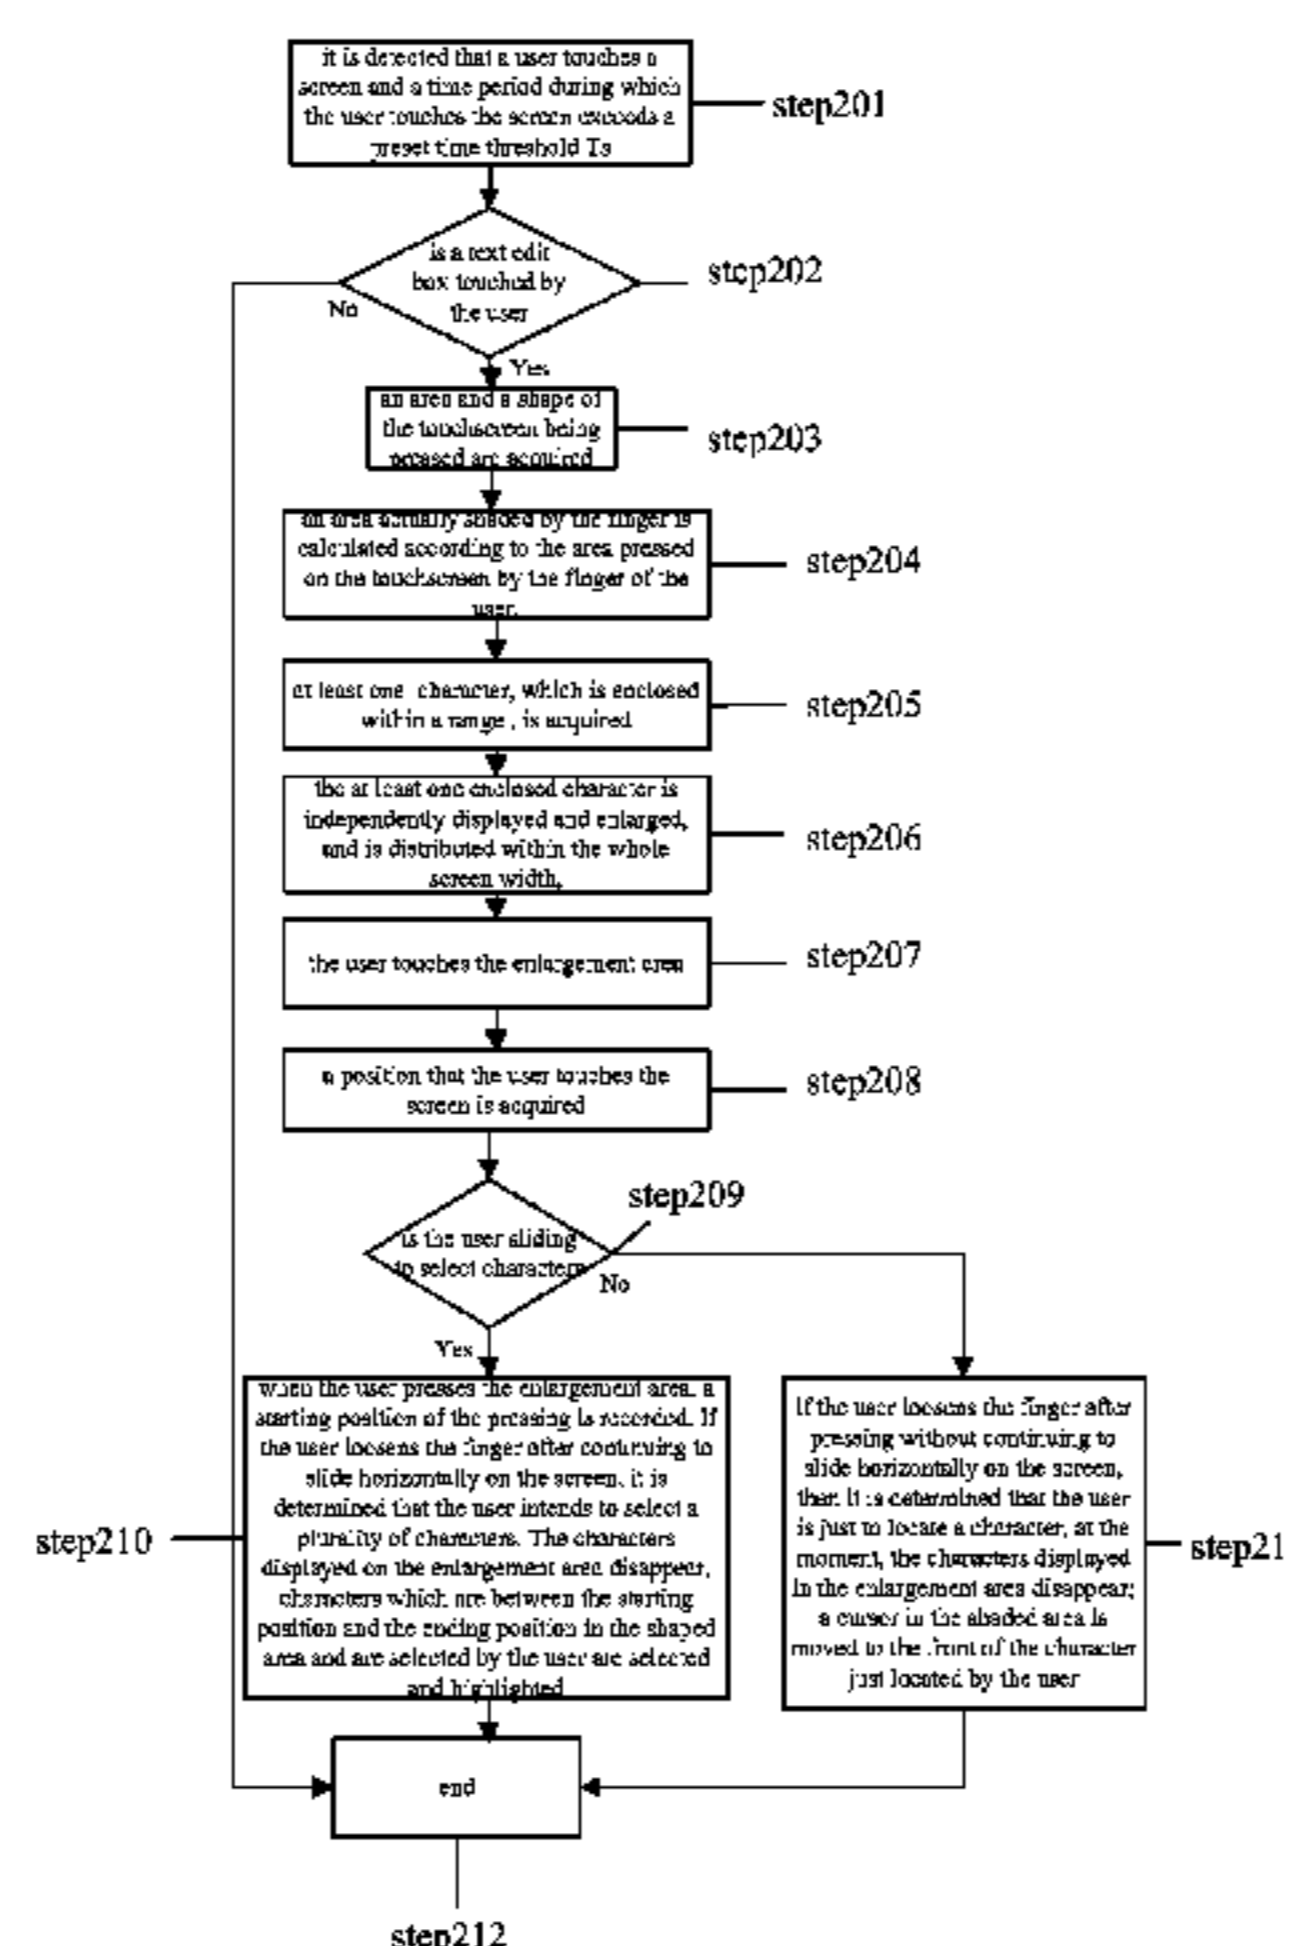 it is detected that a user touches a
screen and a time period during which
the user touches the screen exceeds a
preset time threshold Ts
step201
is a text edit
box touched by
the user
step202
No
Yes
an area and a shape of
the touchscreen being
pressed are acquired
step203
an area actually shaded by the finger is
calculated according to the area pressed
on the touchscreen by the finger of the
user.
step204
at least one character, which is enclosed
within a range , is acquired
step205
the at least one enclosed character is
independently displayed and enlarged,
and is distributed within the whole
screen width,
step206
the user touches the enlargement area
step207
a position that the user touches the
screen is acquired
step208
step209
is the user sliding
to select characters
No
Yes
when the user presses the enlargement area, a
starting position of the pressing is recorded. If
the user loosens the finger after continuing to
slide horizontally on the screen, it is
determined that the user intends to select a
plurality of characters. The characters
displayed on the enlargement area disappear,
characters which are between the starting
position and the ending position in the shaped
area and are selected by the user are selected
and highlighted
step210
If the user loosens the finger after
pressing without continuing to
slide horizontally on the screen,
then it is determined that the user
is just to locate a character, at the
moment, the characters displayed
in the enlargement area disappear;
a cursor in the shaded area is
moved to the front of the character
just located by the user
step21
end
step212